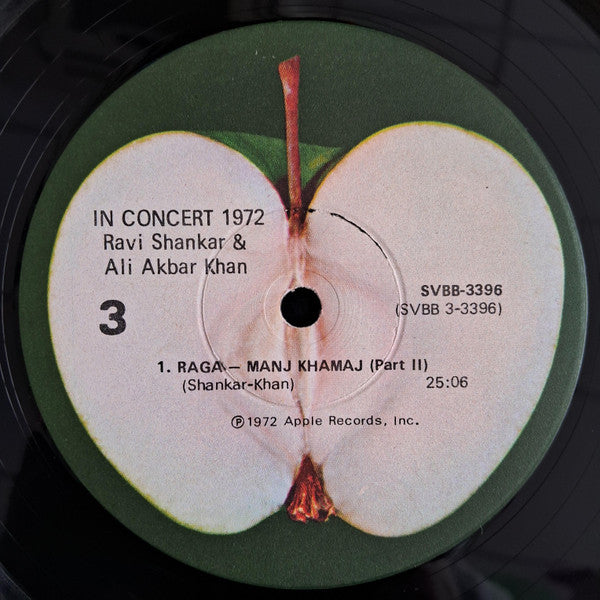 IN CONCERT 1972
Ravi Shankar &
Ali Akbar Khan
3
SVBB-3396
(SVBB 3-3396)
1. RAGA — MANJ KHAMAJ (Part II)
(Shankar-Khan) 25:06
℗1972 Apple Records, Inc.